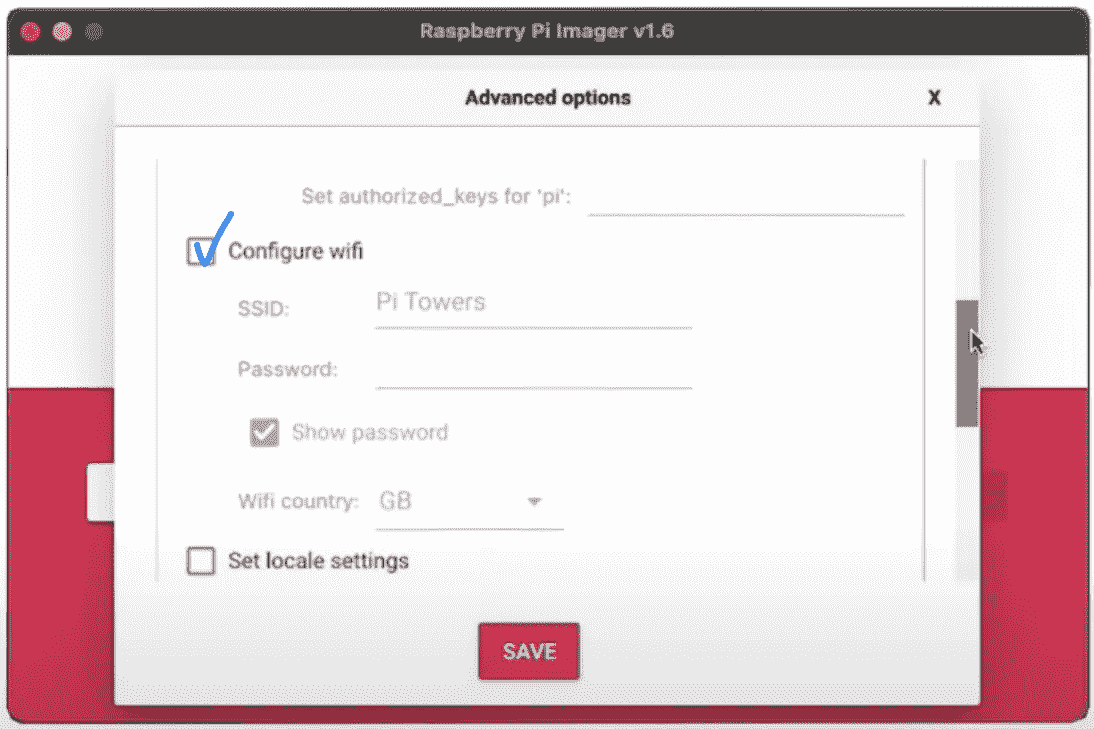 Raspberry Pi Imager v1.6
Advanced options X
Set authorized_keys for 'pi':
Configure wifi
SSID: Pi Towers
Password:
Show password
Wifi country: GB
Set locale settings
SAVE